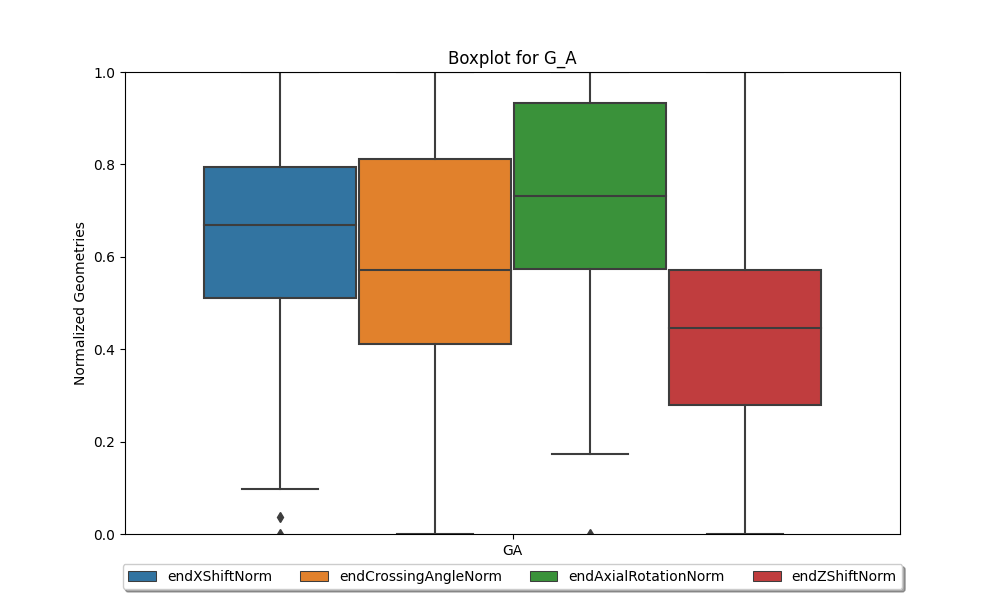 Boxplot for G_A
1.0
0.8
0.6
0.4
0.2
0.0
Normalized Geometries
GA
endXShiftNorm endCrossingAngleNorm endAxialRotationNorm endZShiftNorm